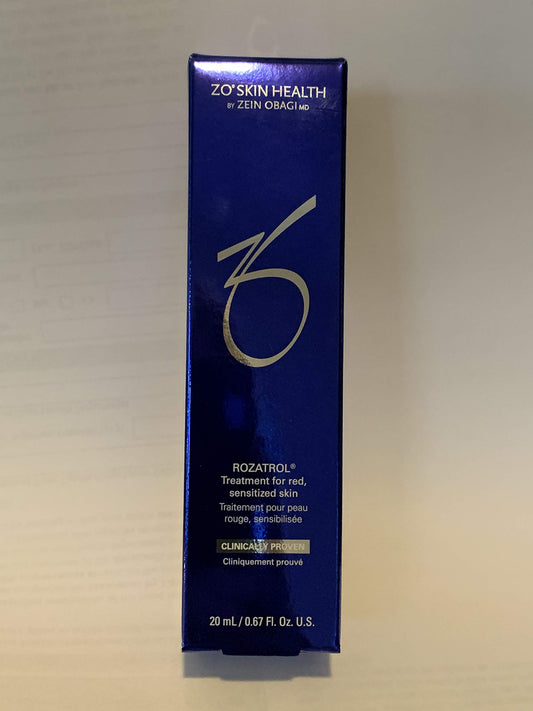 ZO® SKIN HEALTH
BY ZEIN OBAGI MD
ROZATROL®
Treatment for red,
sensitized skin
Traitement pour peau
rouge, sensibilisée
CLINICALLY PROVEN
Cliniquement prouvé
20 mL / 0.67 Fl. Oz. U.S.